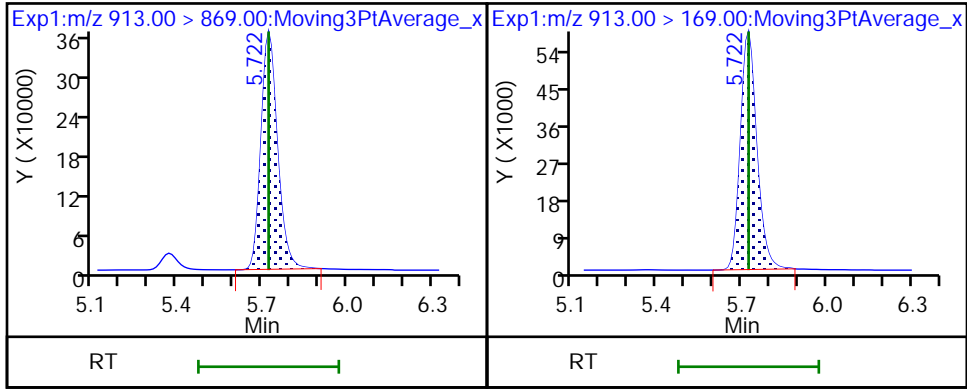 Exp1:m/z 913.00 > 869.00:Moving3PtAverage_x
Y ( X10000)
36
30
24
18
12
6
0
5.722
5.1 5.4 5.7 6.0 6.3
Min
RT
Exp1:m/z 913.00 > 169.00:Moving3PtAverage_x
Y ( X1000)
54
45
36
27
18
9
0
5.722
5.1 5.4 5.7 6.0 6.3
Min
RT